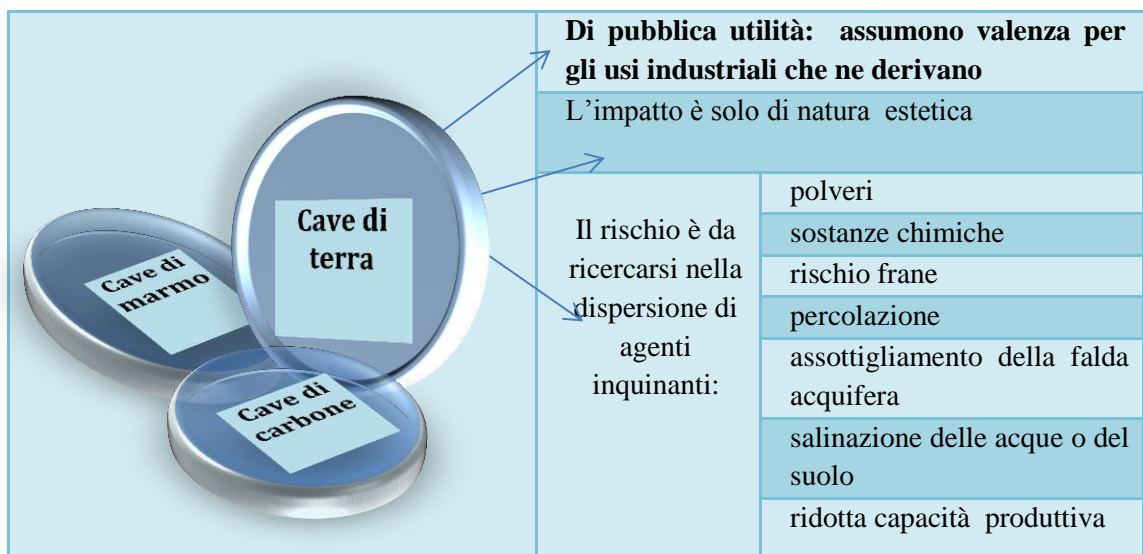 Di pubblica utilità: assumono valenza per
gli usi industriali che ne derivano
L’impatto è solo di natura estetica
Cave di
terra
Cave di
marmo
Cave di
carbone
Il rischio è da
ricercarsi nella
dispersione di
agenti
inquinanti:
polveri
sostanze chimiche
rischio frane
percolazione
assottigliamento della falda
acquifera
salinazione delle acque o del
suolo
ridotta capacità produttiva